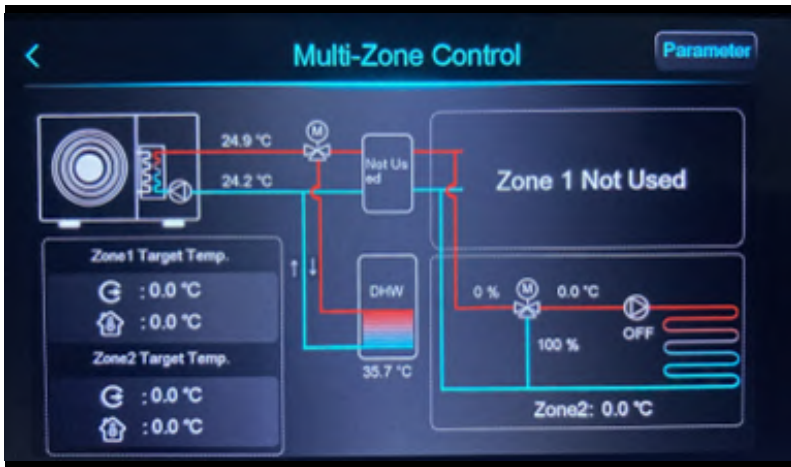 Multi-Zone Control
Parameter
24.9 °C
M
24.2 °C
Not Us
ed
Zone 1 Not Used
Zone1 Target Temp.
: 0.0 °C
: 0.0 °C
Zone2 Target Temp.
: 0.0 °C
: 0.0 °C
DHW
35.7 °C
0 %
M
0.0 °C
OFF
100 %
Zone2: 0.0 °C